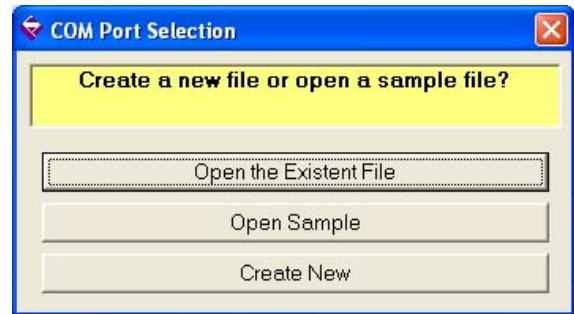 COM Port Selection
Create a new file or open a sample file?
Open the Existent File
Open Sample
Create New